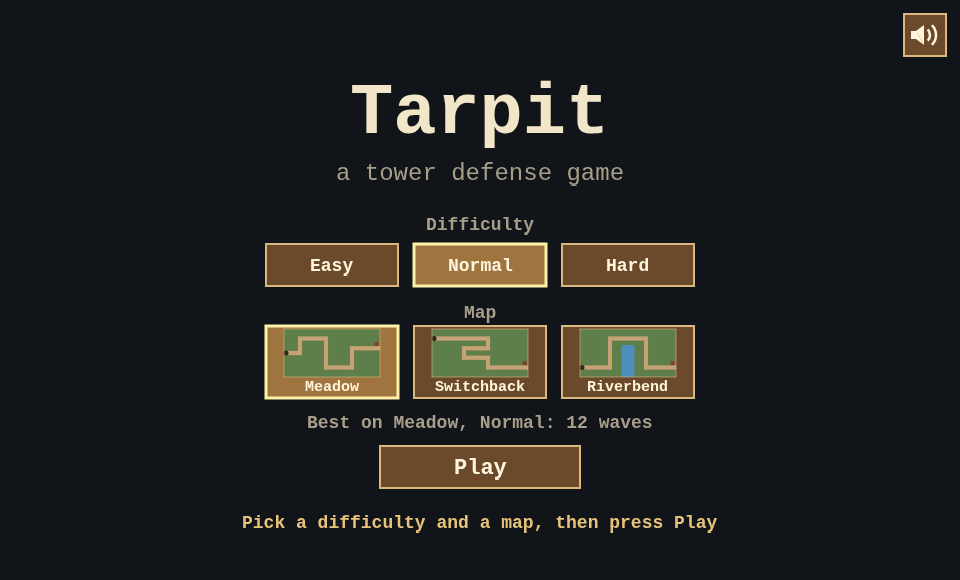 Tarpit
a tower defense game
Difficulty
Easy Normal Hard
Map
Meadow Switchback Riverbend
Best on Meadow, Normal: 12 waves
Play
Pick a difficulty and a map, then press Play